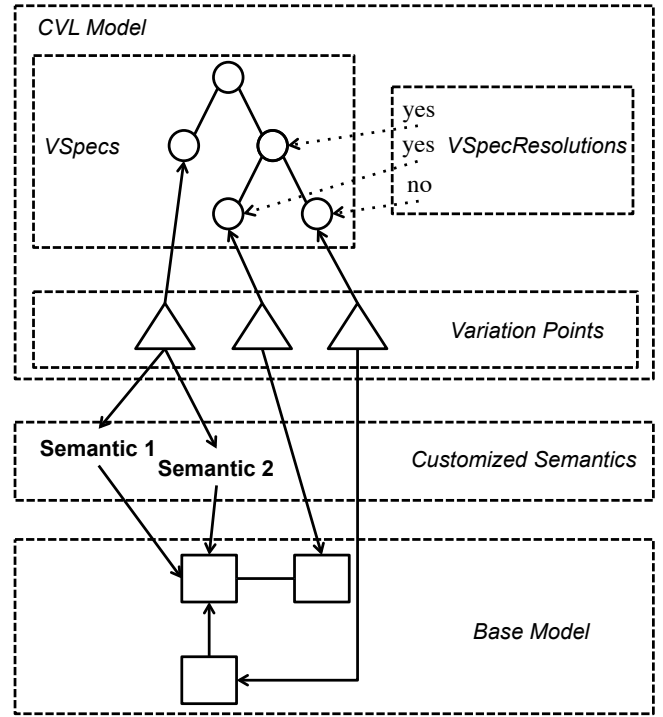 CVL Model
VSpecs
yes
yes
no
VSpecResolutions
Variation Points
Semantic 1
Semantic 2
Customized Semantics
Base Model